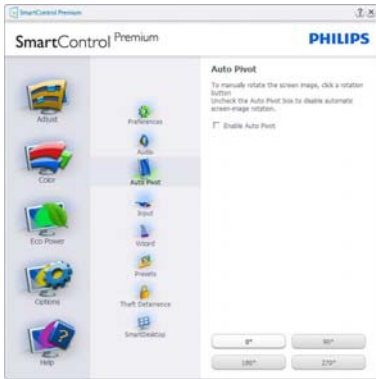 SmartControl Premium
SmartControl Premium
PHILIPS
Adjust
Color
Eco Power
Options
Help
Preferences
Audio
Auto Pivot
Input
Wizard
Presets
Theft Deterrence
SmartDesktop
Auto Pivot
To manually rotate the screen image, click a rotation
button
Uncheck the Auto Pivot box to disable automatic
screen-image rotation.
Enable Auto Pivot
0°
90°
180°
270°